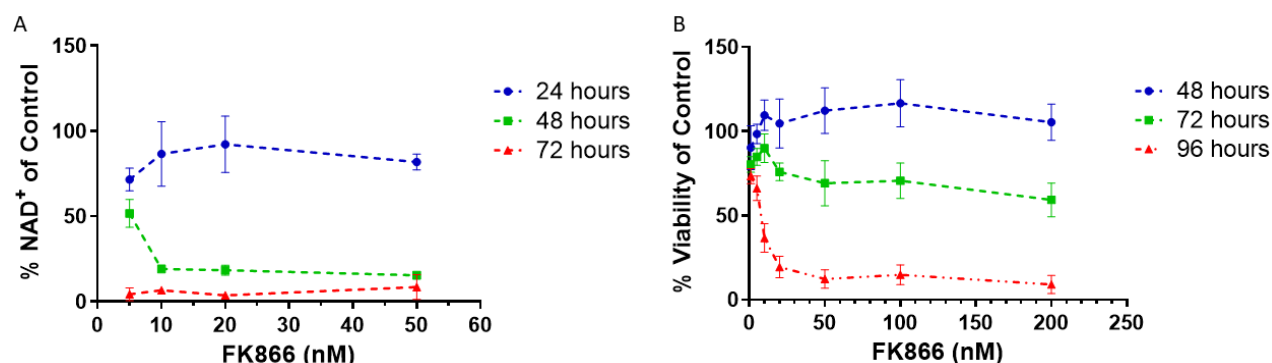 A
% NAD+ of Control
150
100
50
0
0 10 20 30 40 50 60
FK866 (nM)
24 hours
48 hours
72 hours
B
% Viability of Control
150
100
50
0
0 50 100 150 200 250
FK866 (nM)
48 hours
72 hours
96 hours